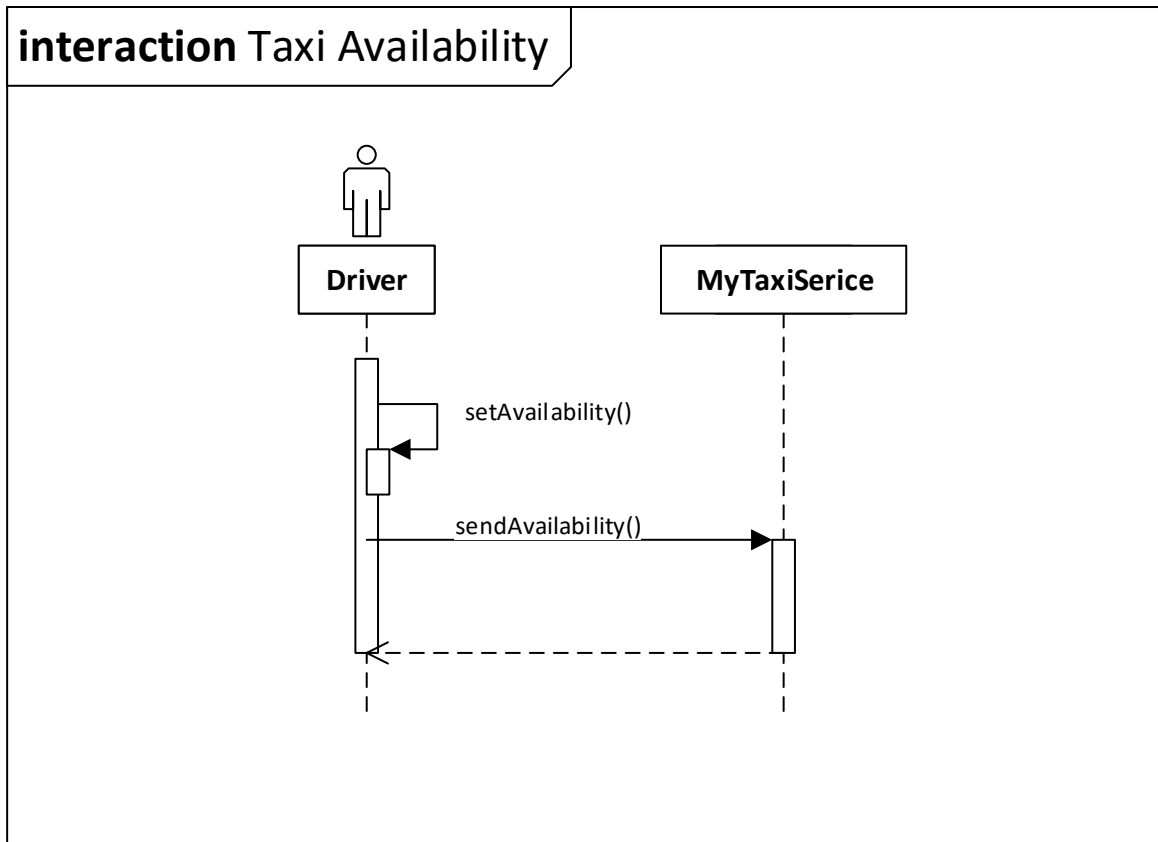 interaction Taxi Availability
Driver
MyTaxiSerice
setAvailability()
sendAvailability()